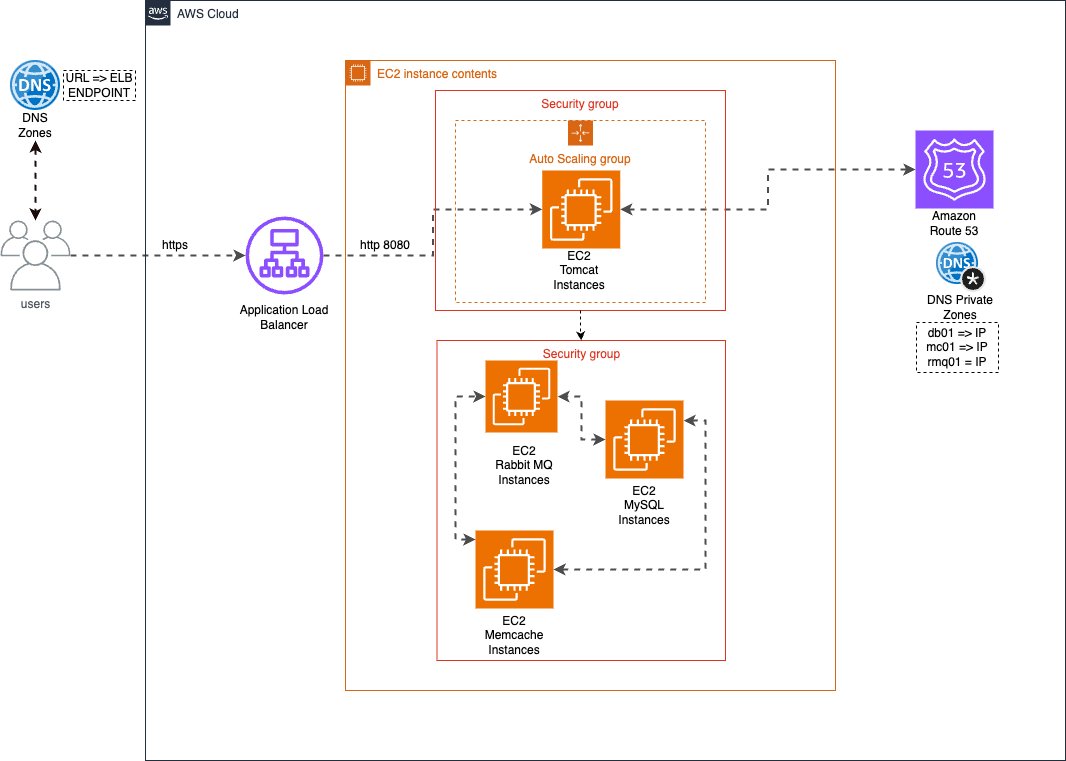 aws
AWS Cloud
DNS
URL => ELB
ENDPOINT
DNS
Zones
users
https
Application Load
Balancer
http 8080
EC2 instance contents
Security group
Auto Scaling group
EC2
Tomcat
Instances
Security group
EC2
Rabbit MQ
Instances
EC2
MySQL
Instances
EC2
Memcache
Instances
53
Amazon
Route 53
DNS
*
DNS Private
Zones
db01 => IP
mc01 => IP
rmq01 = IP